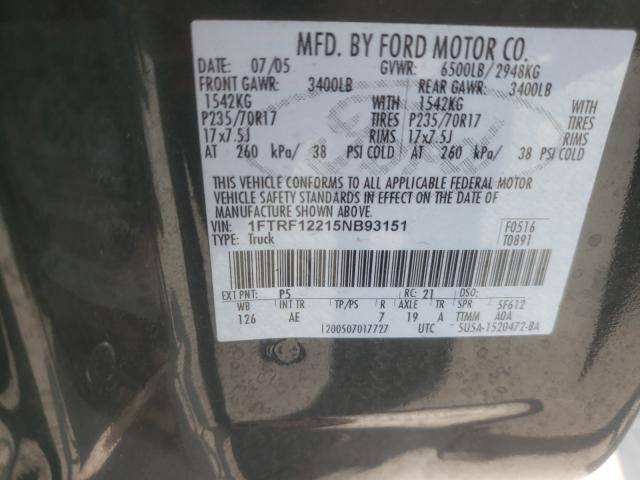 MFD. BY FORD MOTOR CO.
DATE: 07/05 GVWR: 6500LB/2948KG
FRONT GAWR: 3400LB REAR GAWR: 3400LB
1542KG WITH 1542KG WITH
P235/70R17 TIRES P235/70R17 TIRES
17x7.5J RIMS 17x7.5J RIMS
AT 260 kPa/ 38 PSI COLD AT 260 kPa/ 38 PSI COLD
THIS VEHICLE CONFORMS TO ALL APPLICABLE FEDERAL MOTOR
VEHICLE SAFETY STANDARDS IN EFFECT ON THE DATE OF
MANUFACTURE SHOWN ABOVE.
VIN: 1FTRF12215NB93151 F0516
TYPE: Truck T0891
EXT PNT: P5 RC: 21 DSO:
WB INT TR TP/PS R AXLE TR SPR 5F612
126 AE 7 19 A TTMM AOA
1200507017727 UTC 5U5A-1520472-BA